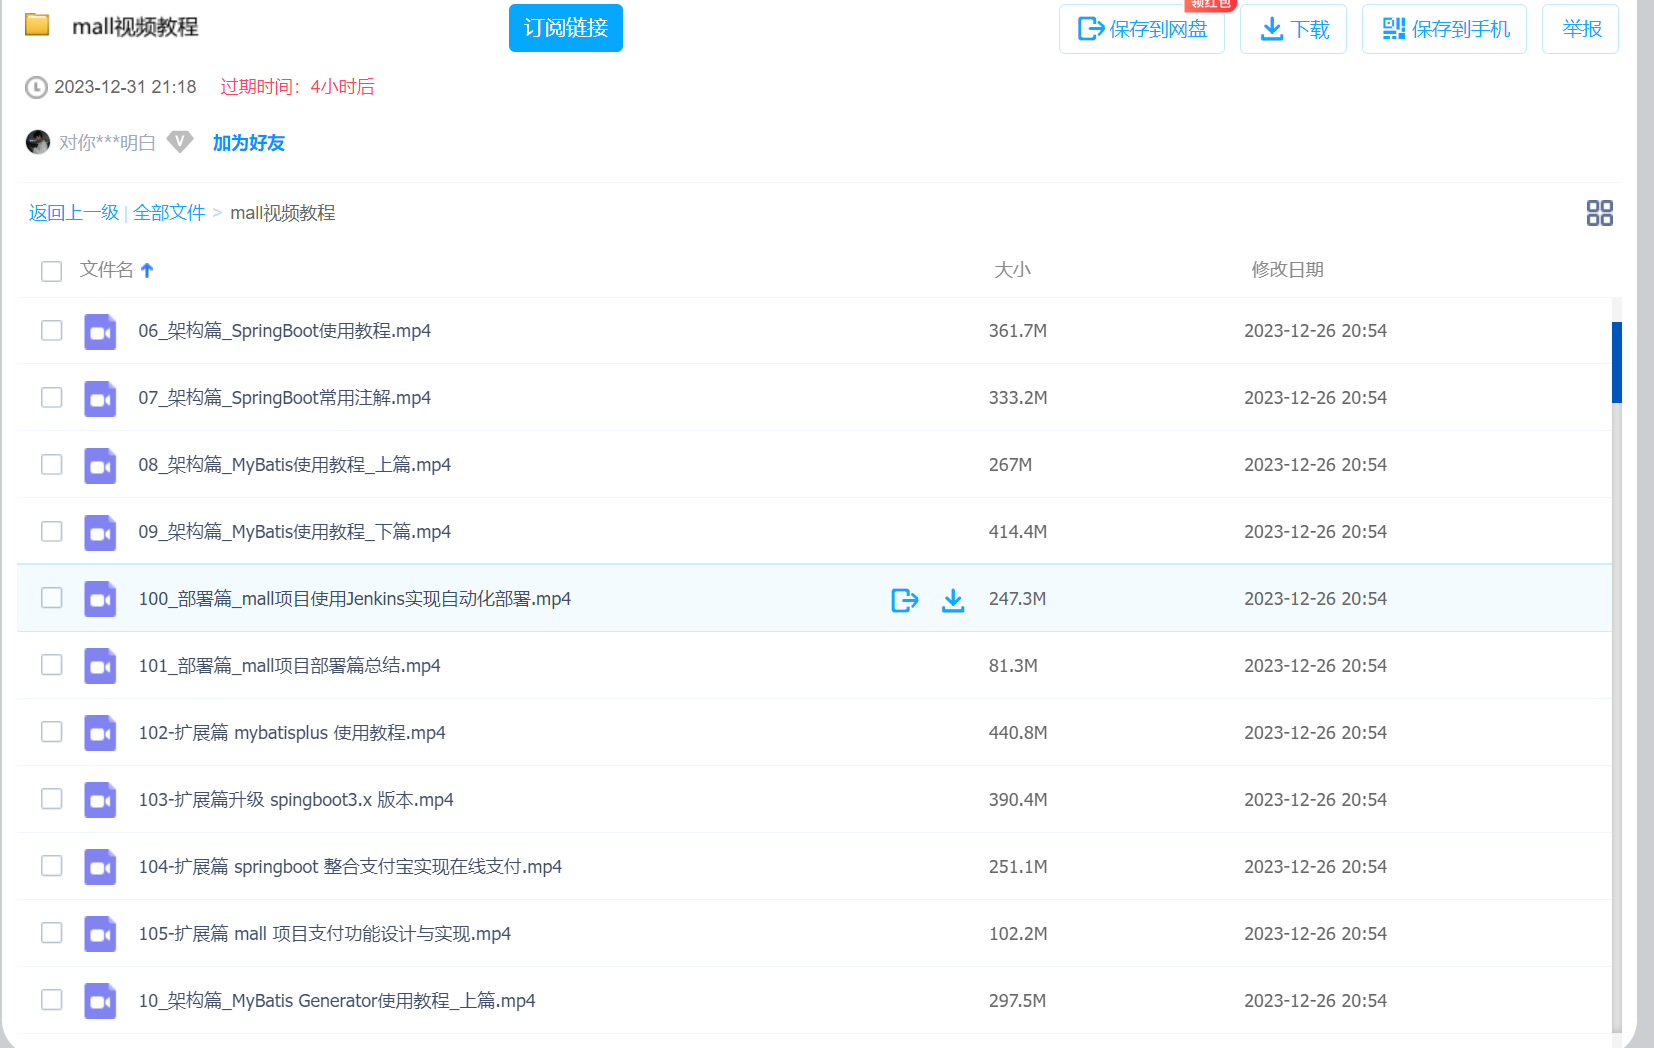 领红包
mall视频教程
订阅链接
保存到网盘
下载
保存到手机
举报
2023-12-31 21:18 过期时间：4小时后
对你***明白 V 加为好友
返回上一级 | 全部文件 > mall视频教程
文件名 大小 修改日期
06_架构篇_SpringBoot使用教程.mp4 361.7M 2023-12-26 20:54
07_架构篇_SpringBoot常用注解.mp4 333.2M 2023-12-26 20:54
08_架构篇_MyBatis使用教程_上篇.mp4 267M 2023-12-26 20:54
09_架构篇_MyBatis使用教程_下篇.mp4 414.4M 2023-12-26 20:54
100_部署篇_mall项目使用Jenkins实现自动化部署.mp4 247.3M 2023-12-26 20:54
101_部署篇_mall项目部署篇总结.mp4 81.3M 2023-12-26 20:54
102-扩展篇 mybatisplus 使用教程.mp4 440.8M 2023-12-26 20:54
103-扩展篇升级 spingboot3.x 版本.mp4 390.4M 2023-12-26 20:54
104-扩展篇 springboot 整合支付宝实现在线支付.mp4 251.1M 2023-12-26 20:54
105-扩展篇 mall 项目支付功能设计与实现.mp4 102.2M 2023-12-26 20:54
10_架构篇_MyBatis Generator使用教程_上篇.mp4 297.5M 2023-12-26 20:54